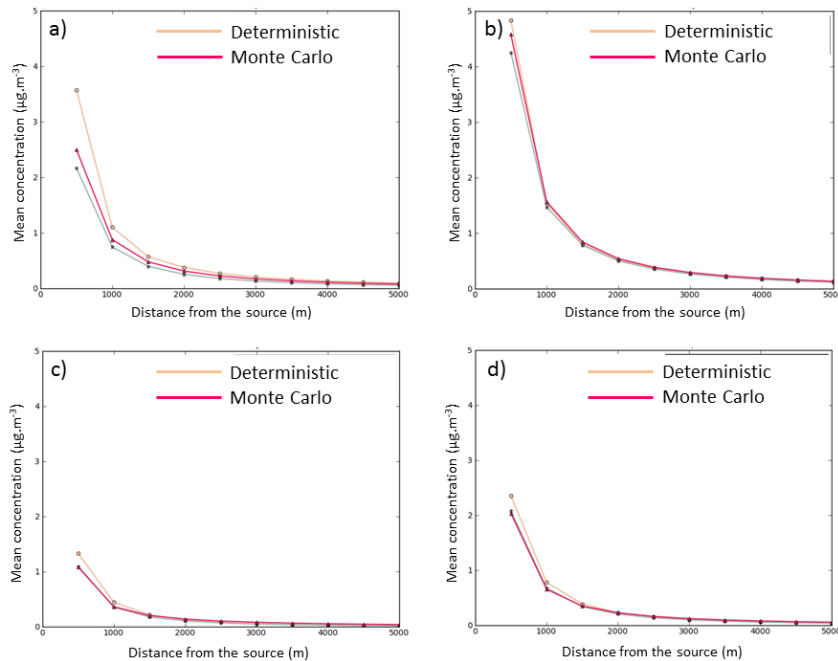 a)
Deterministic
Monte Carlo
Mean concentration (µg.m-3)
5
4
3
2
1
0
0 1000 2000 3000 4000 5000
Distance from the source (m)
b)
Deterministic
Monte Carlo
Mean concentration (µg.m-3)
5
4
3
2
1
0
0 1000 2000 3000 4000 5000
Distance from the source (m)
c)
Deterministic
Monte Carlo
Mean concentration (µg.m-3)
5
4
3
2
1
0
0 1000 2000 3000 4000 5000
Distance from the source (m)
d)
Deterministic
Monte Carlo
Mean concentration (µg.m-3)
5
4
3
2
1
0
0 1000 2000 3000 4000 5000
Distance from the source (m)